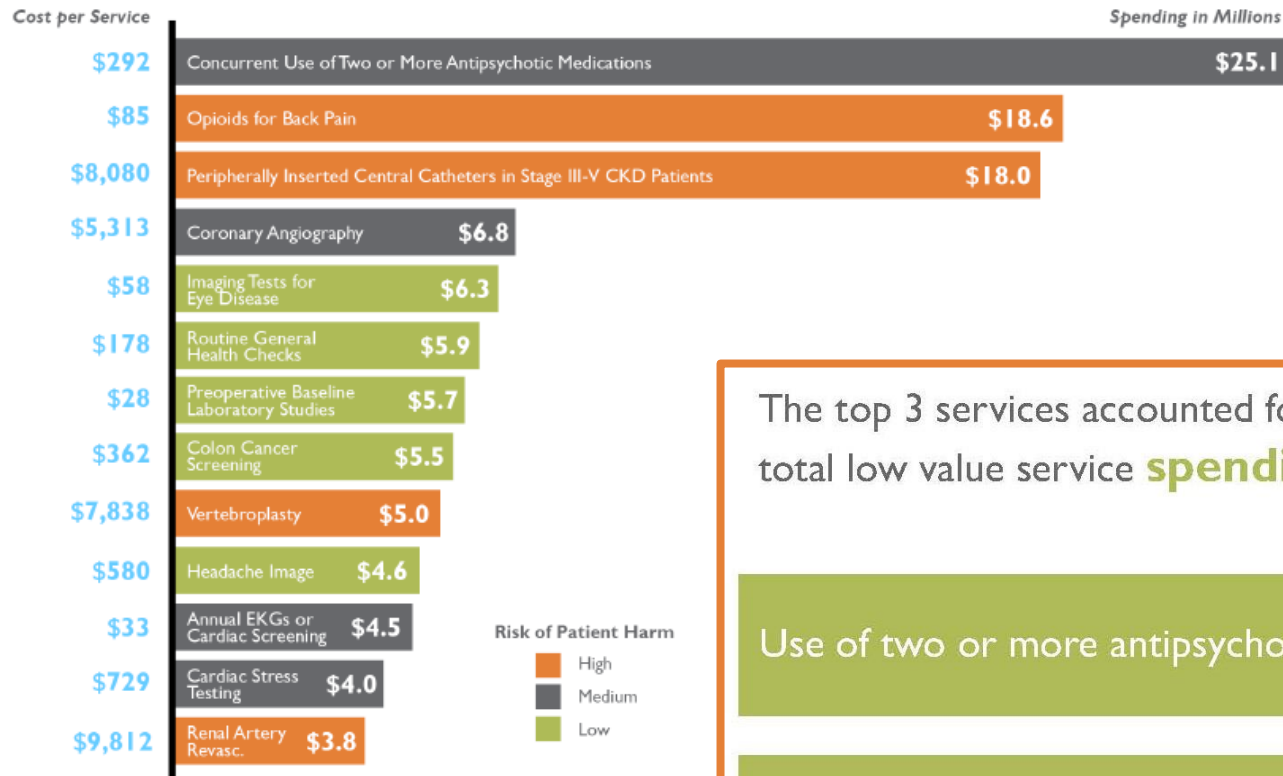 Cost per Service
Spending in Millions
$292 Concurrent Use of Two or More Antipsychotic Medications $25.1
$85 Opioids for Back Pain $18.6
$8,080 Peripherally Inserted Central Catheters in Stage III-V CKD Patients $18.0
$5,313 Coronary Angiography $6.8
$58 Imaging Tests for
Eye Disease $6.3
$178 Routine General
Health Checks $5.9
$28 Preoperative Baseline
Laboratory Studies $5.7
$362 Colon Cancer
Screening $5.5
$7,838 Vertebroplasty $5.0
$580 Headache Image $4.6
$33 Annual EKGs or
Cardiac Screening $4.5
$729 Cardiac Stress
Testing $4.0
$9,812 Renal Artery
Revasc. $3.8
Risk of Patient Harm
High
Medium
Low
The top 3 services accounted
total low value service
Use of two or more